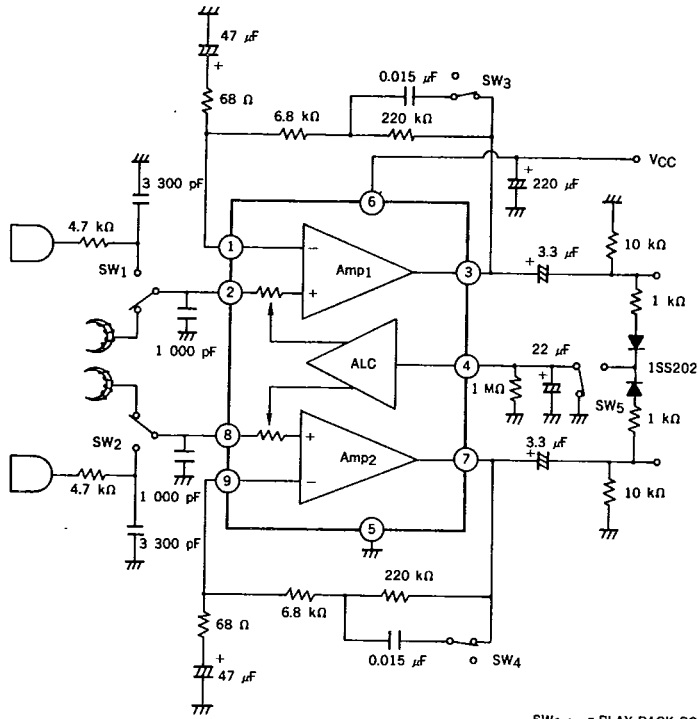 47 μF
+
68 Ω
0.015 μF
SW3
6.8 kΩ
220 kΩ
VCC
+
220 μF
3 300 pF
4.7 kΩ
SW1
6
1
−
Amp1
3
+
3.3 μF
10 kΩ
2
+
1 kΩ
1 000 pF
ALC
4
22 μF
+
1 MΩ
SW5
1SS202
1 kΩ
8
+
Amp2
7
3.3 μF
+
SW2
9
−
4.7 kΩ
1 000 pF
10 kΩ
5
3 300 pF
220 kΩ
6.8 kΩ
68 Ω
+
47 μF
0.015 μF
SW4